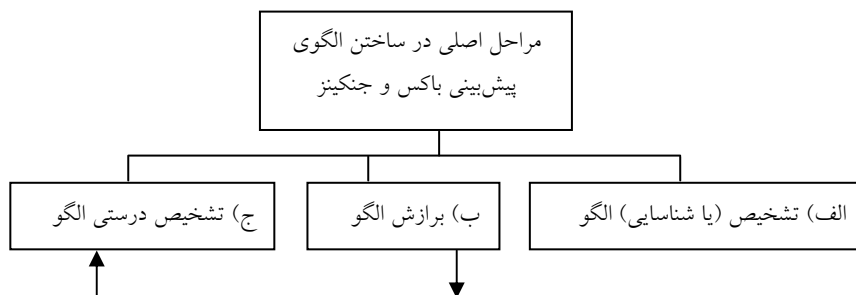 مراحل اصلی در ساختن الگوی
پیش‌بینی باکس و جنکینز
الف) تشخیص (یا شناسایی) الگو
ب) برازش الگو
ج) تشخیص درستی الگو